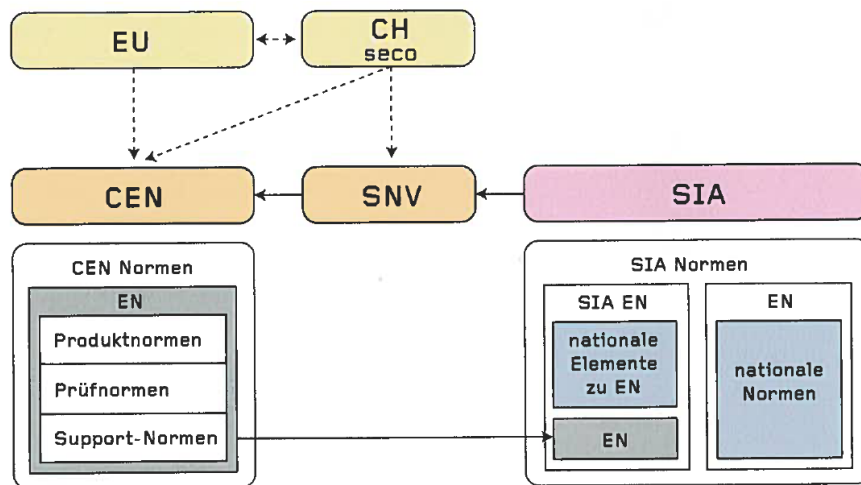 EU
CH
seco
CEN
SNV
SIA
CEN Normen
EN
Produktnormen
Prüfnormen
Support-Normen
SIA Normen
SIA EN
nationale
Elemente
zu EN
EN
EN
nationale
Normen